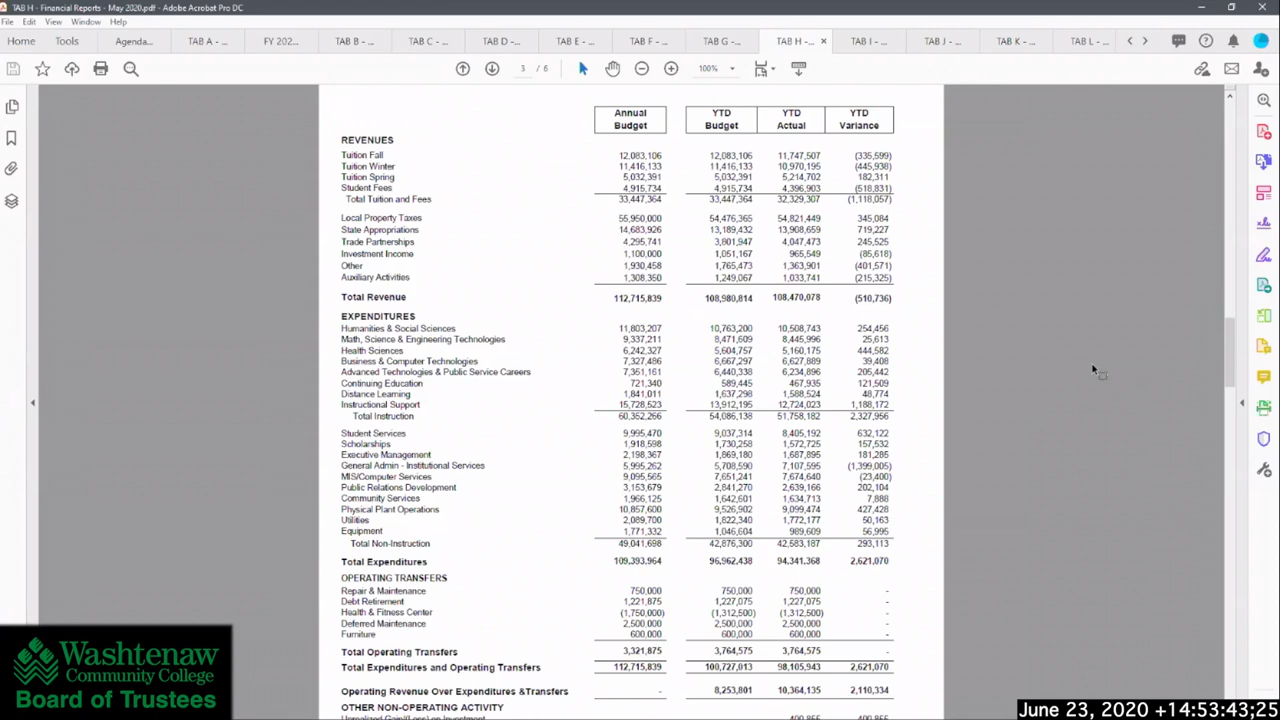 TAB H - Financial Reports - May 2020.pdf - Adobe Acrobat Pro DC
File Edit View Window Help
Home Tools Agenda... TAB A - ... FY 202... TAB B - ... TAB C - ... TAB D -... TAB E - ... TAB F - ... TAB G -... TAB H -... × TAB I - ... TAB J - ... TAB K - ... TAB L - ...
3 / 6 100%
Annual Budget YTD Budget YTD Actual YTD Variance
REVENUES
Tuition Fall 12,083,106 12,083,106 11,747,507 (335,599)
Tuition Winter 11,416,133 11,416,133 10,970,195 (445,938)
Tuition Spring 5,032,391 5,032,391 5,214,702 182,311
Student Fees 4,915,734 4,915,734 4,396,903 (518,831)
Total Tuition and Fees 33,447,364 33,447,364 32,329,307 (1,118,057)
Local Property Taxes 55,950,000 54,476,365 54,821,449 345,084
State Appropriations 14,683,926 13,189,432 13,908,659 719,227
Trade Partnerships 4,295,741 3,801,947 4,047,473 245,525
Investment Income 1,100,000 1,051,167 965,549 (85,618)
Other 1,930,458 1,765,473 1,363,901 (401,571)
Auxiliary Activities 1,308,350 1,249,067 1,033,741 (215,325)
Total Revenue 112,715,839 108,980,814 108,470,078 (510,736)
EXPENDITURES
Humanities & Social Sciences 11,803,207 10,763,200 10,508,743 254,456
Math, Science & Engineering Technologies 9,337,211 8,471,609 8,445,996 25,613
Health Sciences 6,242,327 5,604,757 5,160,175 444,582
Business & Computer Technologies 7,327,486 6,667,297 6,627,889 39,408
Advanced Technologies & Public Service Careers 7,351,161 6,440,338 6,234,896 205,442
Continuing Education 721,340 589,445 467,935 121,509
Distance Learning 1,841,011 1,637,298 1,588,524 48,774
Instructional Support 15,728,523 13,912,195 12,724,023 1,188,172
Total Instruction 60,352,266 54,086,138 51,758,182 2,327,956
Student Services 9,995,470 9,037,314 8,405,192 632,122
Scholarships 1,918,598 1,730,258 1,572,725 157,532
Executive Management 2,198,367 1,869,180 1,687,895 181,285
General Admin - Institutional Services 5,995,262 5,708,590 7,107,595 (1,399,005)
MIS/Computer Services 9,095,565 7,651,241 7,674,640 (23,400)
Public Relations Development 3,153,679 2,841,270 2,639,166 202,104
Community Services 1,966,125 1,642,601 1,634,713 7,888
Physical Plant Operations 10,857,600 9,526,902 9,099,474 427,428
Utilities 2,089,700 1,822,340 1,772,177 50,163
Equipment 1,771,332 1,046,604 989,609 56,995
Total Non-Instruction 49,041,698 42,876,300 42,583,187 293,113
Total Expenditures 109,393,964 96,962,438 94,341,368 2,621,070
OPERATING TRANSFERS
Repair & Maintenance 750,000 750,000 750,000 -
Debt Retirement 1,221,875 1,227,075 1,227,075 -
Health & Fitness Center (1,750,000) (1,312,500) (1,312,500) -
Deferred Maintenance 2,500,000 2,500,000 2,500,000 -
Furniture 600,000 600,000 600,000 -
Total Operating Transfers 3,321,875 3,764,575 3,764,575 -
Total Expenditures and Operating Transfers 112,715,839 100,727,013 98,105,943 2,621,070
Operating Revenue Over Expenditures &Transfers - 8,253,801 10,364,135 2,110,334
OTHER NON-OPERATING ACTIVITY
Washtenaw
Community College
Board of Trustees
June 23, 2020 +14:53:43;25